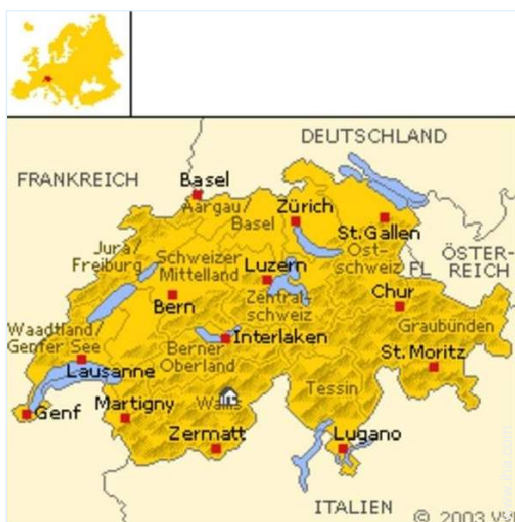 DEUTSCHLAND
FRANKREICH
Basel
Aargau/
Basel
Zürich
St.Gallen
Jura/
Freiburg
Schweizer
Mittelland
Luzern
Ost-
schweiz
FL
ÖSTER-
REICH
Bern
Zentral-
schweiz
Chur
Graubünden
Waadtland/
Genfer See
Interlaken
Berner
Oberland
St.Moritz
Lausanne
Tessin
Genf
Martigny
Wallis
Zermatt
Lugano
ITALIEN